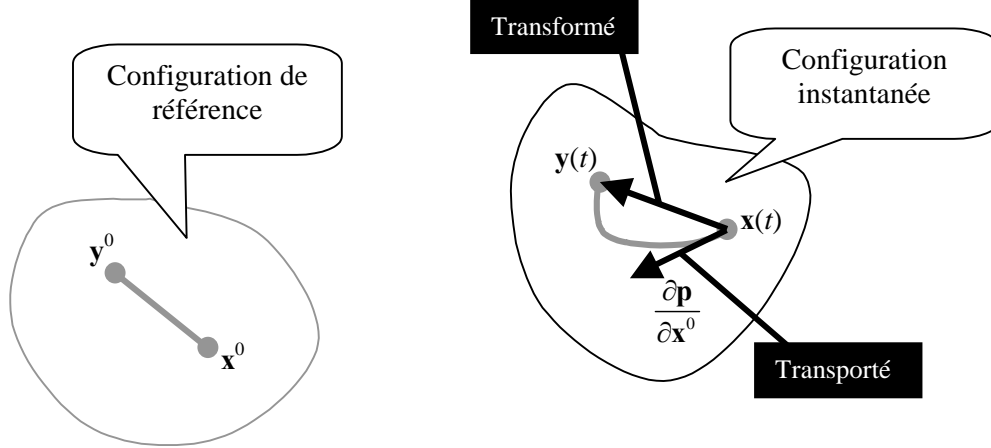 Configuration de
référence
y⁰
x⁰
Transformé
Configuration
instantanée
y(t)
x(t)
∂p
∂x⁰
Transporté